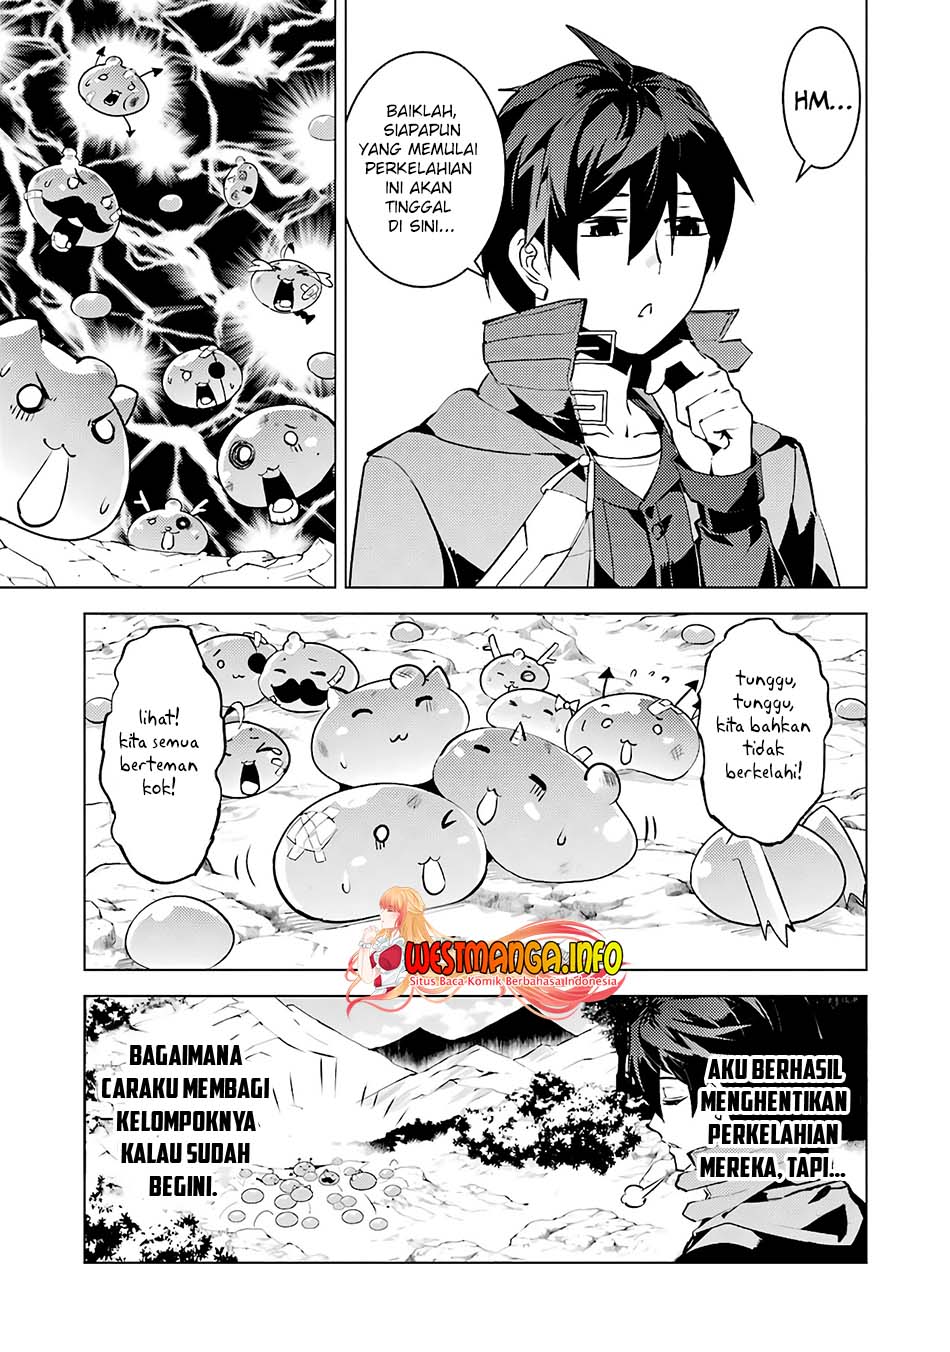 HM...
BAIKLAH,
SIAPAPUN
YANG MEMULAI
PERKELAHIAN
INI AKAN
TINGGAL
DI SINI...
tunggu,
tunggu,
kita bahkan
tidak
berkelahi!
lihat!
kita semua
berteman
kok!
WESTMANGA.INFO
Situs Baca Komik Berbahasa Indonesia
AKU BERHASIL
MENGHENTIKAN
PERKELAHIAN
MEREKA, TAPI...
BAGAIMANA
CARAKU MEMBAGI
KELOMPOKNYA
KALAU SUDAH
BEGINI.